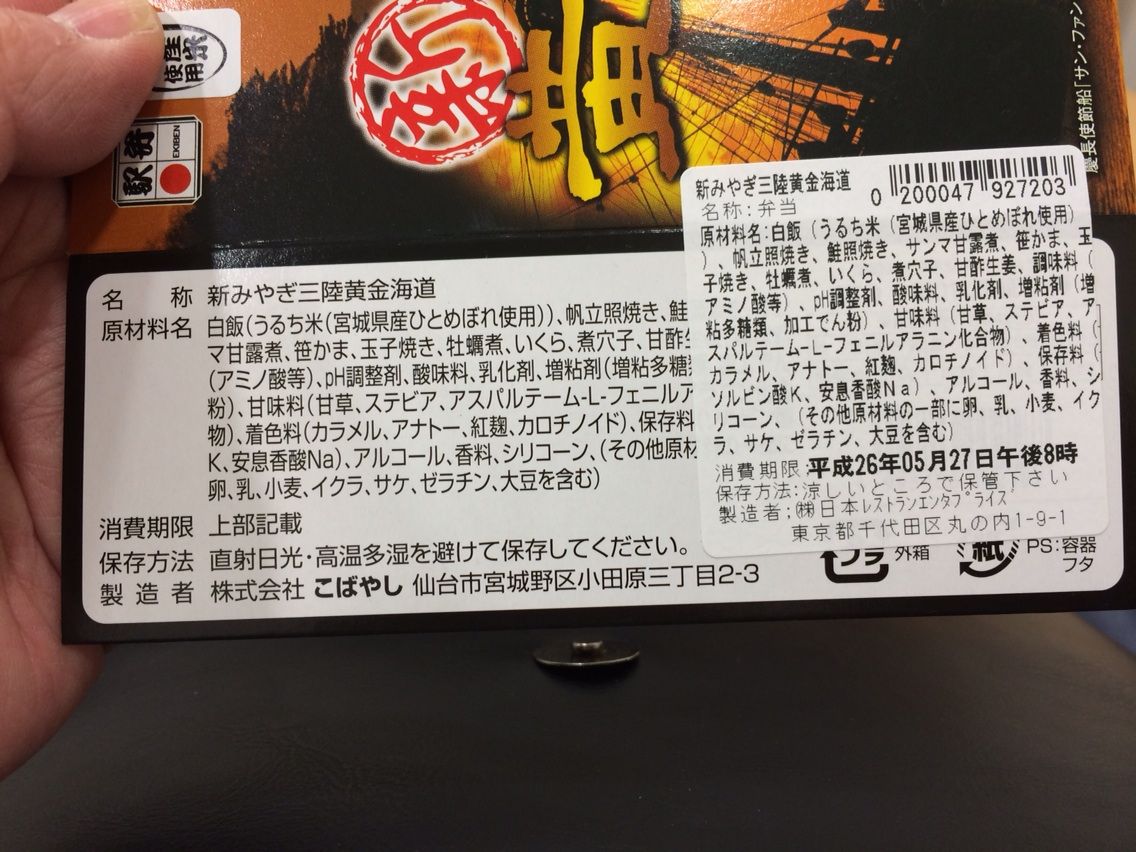 産米
使用
駅弁
EKIBEN
黄
慶長使節船「サン・ファン
新みやぎ三陸黄金海道
0 200047 927203
名称:弁当
原材料名:白飯(うるち米(宮城県産ひとめぼれ使用)
)、帆立照焼き、鮭照焼き、サンマ甘露煮、笹かま、玉
子焼き、牡蠣煮、いくら、煮穴子、甘酢生姜、調味料(
アミノ酸等)、pH調整剤、酸味料、乳化剤、増粘剤(増
粘多糖類、加工でん粉)、甘味料(甘草、ステビア、ア
スパルテーム-L-フェニルアラニン化合物)、着色料(
カラメル、アナトー、紅麹、カロチノイド)、保存料(
ソルビン酸K、安息香酸Na)、アルコール、香料、シ
リコーン、(その他原材料の一部に卵、乳、小麦、イク
ラ、サケ、ゼラチン、大豆を含む)
消費期限:平成26年05月27日午後8時
保存方法:涼しいところで保管下さい
製造者:㈱日本レストランエンタプライズ
東京都千代田区丸の内1-9-1
名称 新みやぎ三陸黄金海道
原材料名 白飯(うるち米(宮城県産ひとめぼれ使用))、帆立照焼き、鮭
マ甘露煮、笹かま、玉子焼き、牡蠣煮、いくら、煮穴子、甘酢生
(アミノ酸等)、pH調整剤、酸味料、乳化剤、増粘剤(増粘多糖
粉)、甘味料(甘草、ステビア、アスパルテーム-L-フェニルア
物)、着色料(カラメル、アナトー、紅麹、カロチノイド)、保存料
K、安息香酸Na)、アルコール、香料、シリコーン、(その他原材
卵、乳、小麦、イクラ、サケ、ゼラチン、大豆を含む)
消費期限 上部記載
保存方法 直射日光・高温多湿を避けて保存してください。
製造者 株式会社 こばやし 仙台市宮城野区小田原三丁目2-3
プラ 外箱 紙 PS:容器
フタ